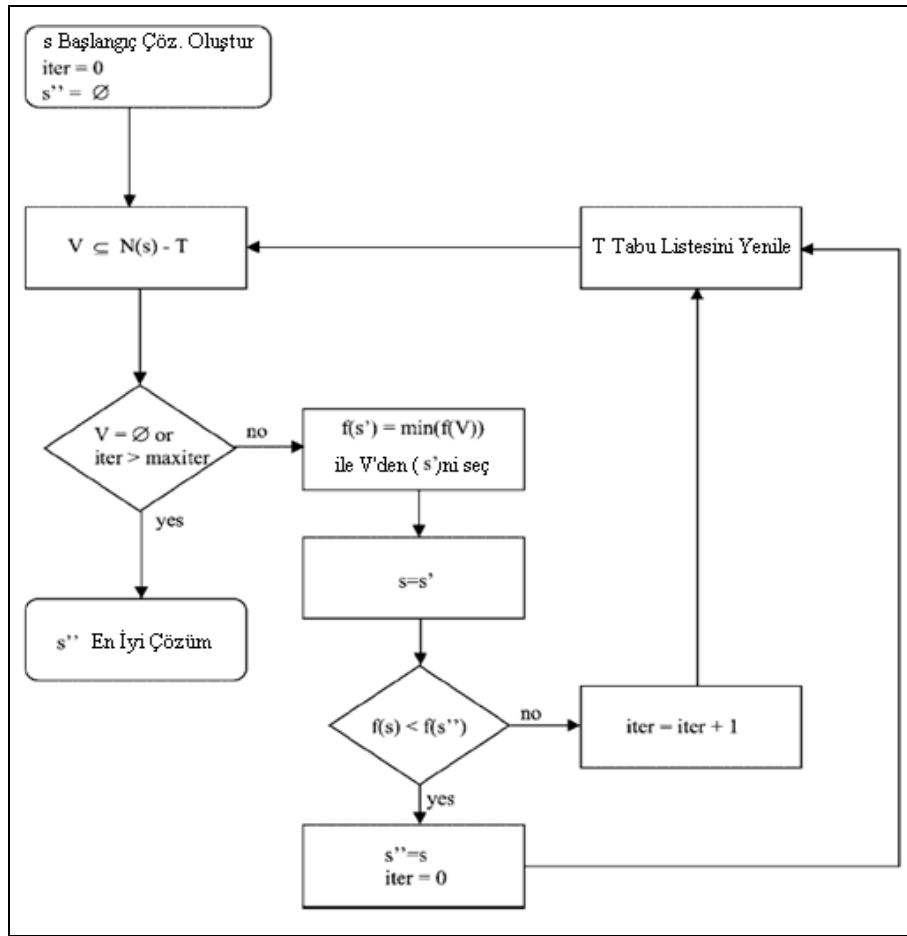 s Başlangıç Çöz. Oluştur
iter = 0
s’’ = ∅
V ⊆ N(s) - T
T Tabu Listesini Yenile
V = ∅ or
iter > maxiter
no
f(s’) = min(f(V))
ile V'den ( s’)ni seç
yes
s=s’
s’’ En İyi Çözüm
f(s) < f(s’’)
no
iter = iter + 1
yes
s’’=s
iter = 0